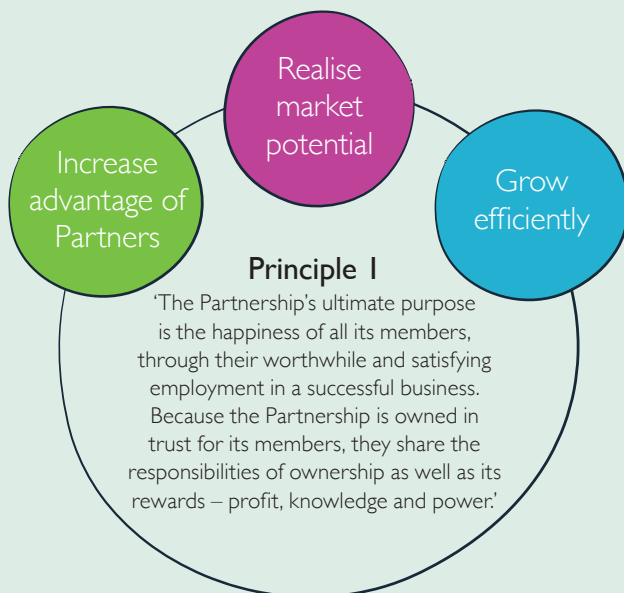 Realise
market
potential
Increase
advantage of
Partners
Grow
efficiently
Principle 1
‘The Partnership’s ultimate purpose
is the happiness of all its members,
through their worthwhile and satisfying
employment in a successful business.
Because the Partnership is owned in
trust for its members, they share the
responsibilities of ownership as well as its
rewards – profit, knowledge and power.’